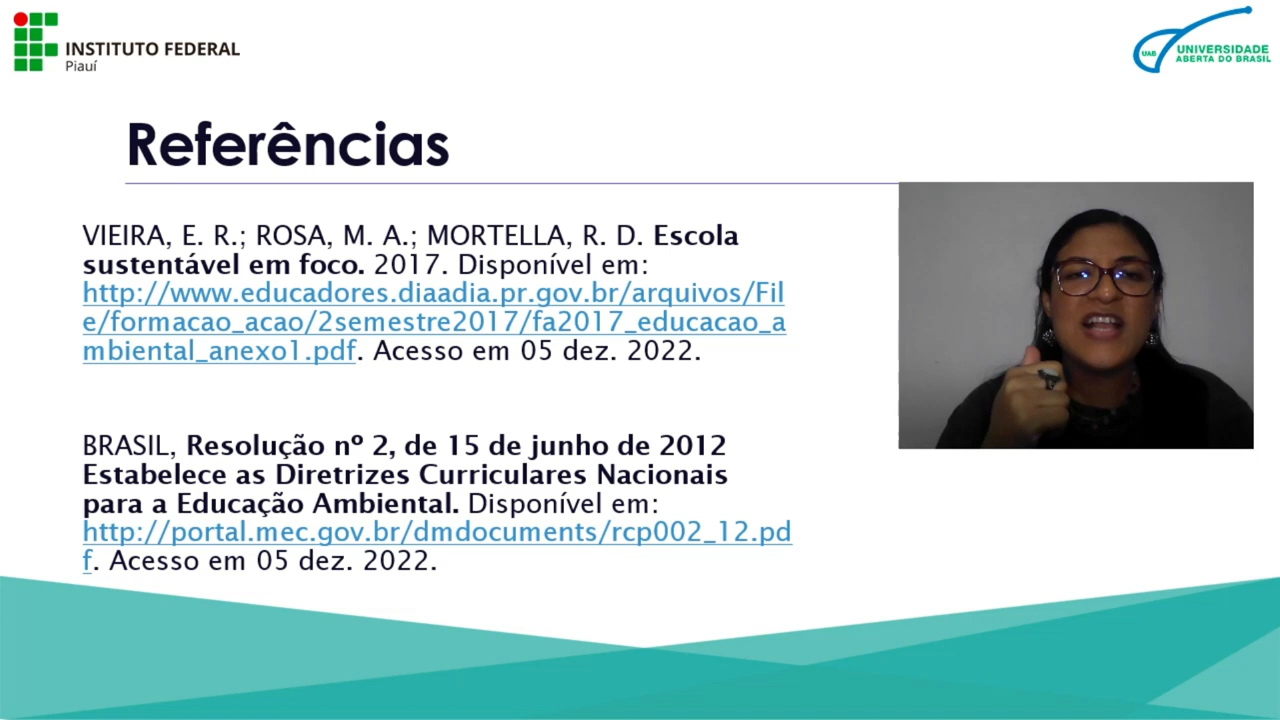 INSTITUTO FEDERAL
Piauí
UAB
UNIVERSIDADE
ABERTA DO BRASIL
Referências
VIEIRA, E. R.; ROSA, M. A.; MORTELLA, R. D. Escola
sustentável em foco. 2017. Disponível em:
http://www.educadores.diaadia.pr.gov.br/arquivos/Fil
e/formacao_acao/2semestre2017/fa2017_educacao_a
mbiental_anexo1.pdf. Acesso em 05 dez. 2022.
BRASIL, Resolução nº 2, de 15 de junho de 2012
Estabelece as Diretrizes Curriculares Nacionais
para a Educação Ambiental. Disponível em:
http://portal.mec.gov.br/dmdocuments/rcp002_12.pd
f. Acesso em 05 dez. 2022.